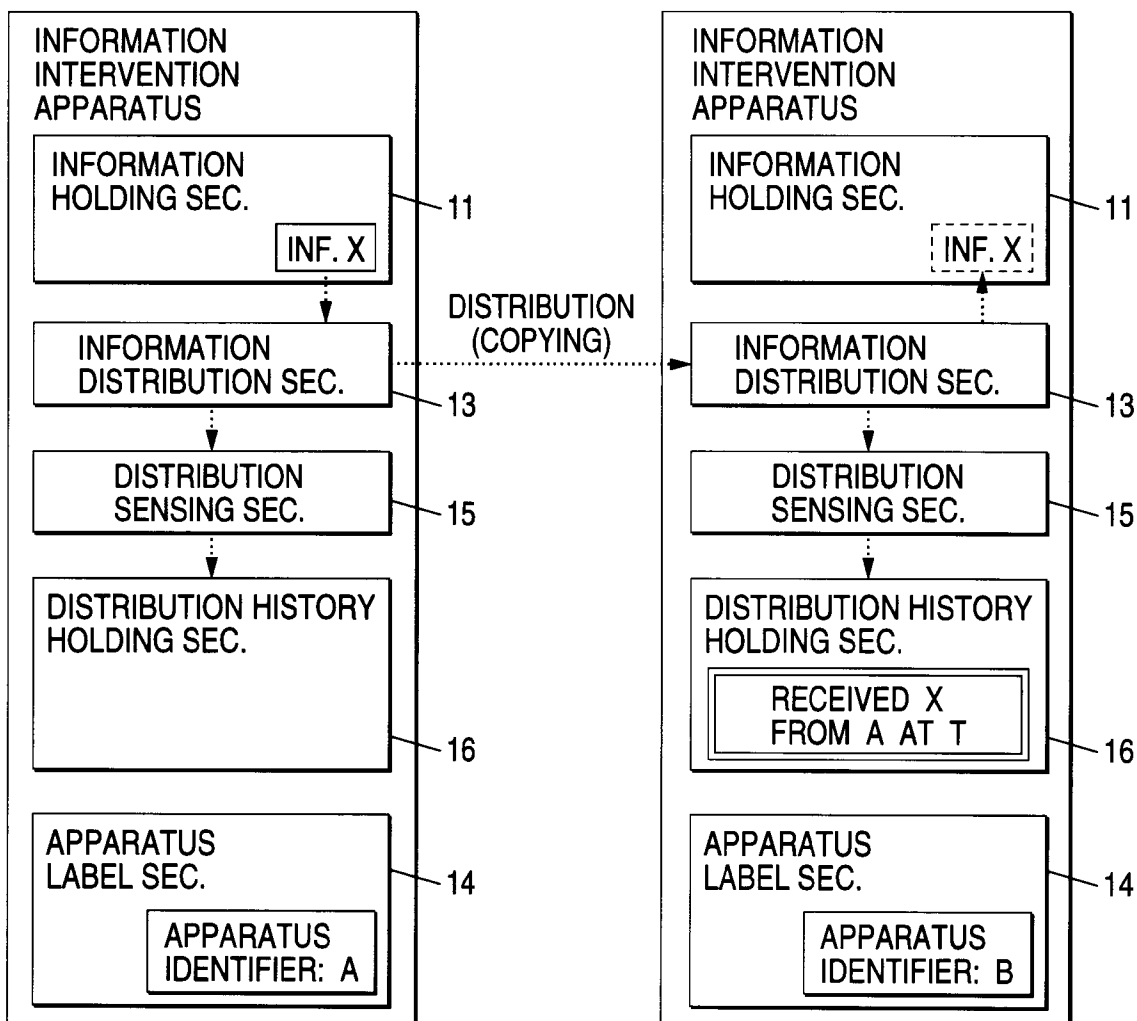 INFORMATION
INTERVENTION
APPARATUS
INFORMATION
HOLDING SEC.
11
INF. X
INFORMATION
DISTRIBUTION SEC.
13
DISTRIBUTION
SENSING SEC.
15
DISTRIBUTION HISTORY
HOLDING SEC.
16
APPARATUS
LABEL SEC.
14
APPARATUS
IDENTIFIER: A
DISTRIBUTION
(COPYING)
INFORMATION
INTERVENTION
APPARATUS
INFORMATION
HOLDING SEC.
11
INF. X
INFORMATION
DISTRIBUTION SEC.
13
DISTRIBUTION
SENSING SEC.
15
DISTRIBUTION HISTORY
HOLDING SEC.
RECEIVED X
FROM A AT T
16
APPARATUS
LABEL SEC.
14
APPARATUS
IDENTIFIER: B